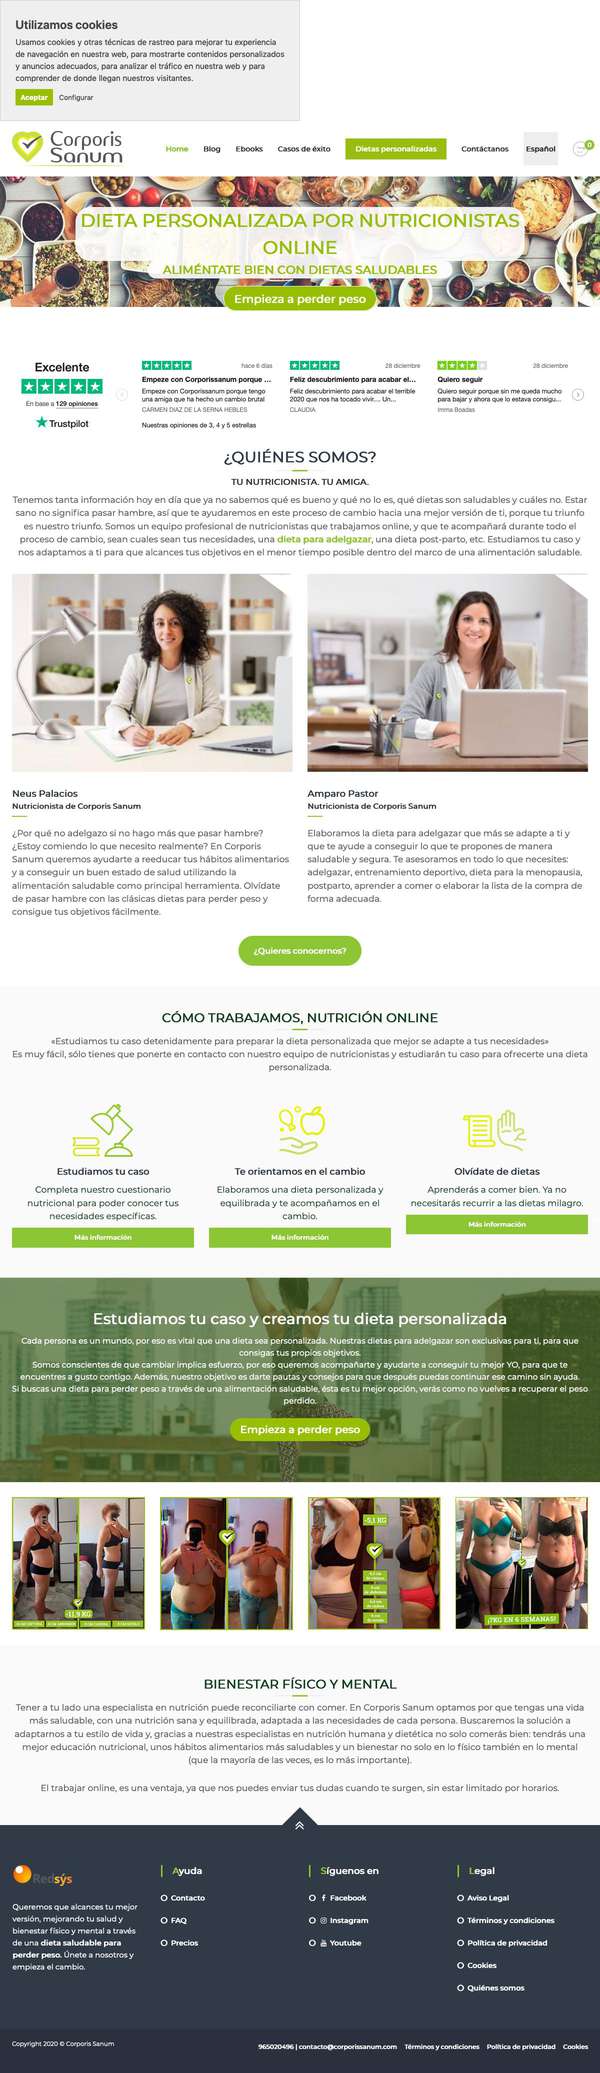 Utilizamos cookies
Usamos cookies y otras técnicas de rastreo para mejorar tu experiencia
de navegación en nuestra web, para mostrarte contenidos personalizados
y anuncios adecuados, para analizar el tráfico en nuestra web y para
comprender de donde llegan nuestros visitantes.
Aceptar Configurar
Corporis
Sanum
Home Blog Ebooks Casos de éxito Dietas personalizadas Contáctanos Español 0
DIETA PERSONALIZADA POR NUTRICIONISTAS
ONLINE
ALIMÉNTATE BIEN CON DIETAS SALUDABLES
Empieza a perder peso
Excelente
En base a 129 opiniones
Trustpilot
hace 6 días
Empeze con Corporissanum porque ...
Empeze con Corporissanum porque tengo
una amiga que ha hecho un cambio brutal
CARMEN DIAZ DE LA SERNA HEBLES
28 diciembre
Feliz descubrimiento para acabar el...
Feliz descubrimiento para acabar el terrible
2020 que nos ha tocado vivir.... Un...
CLAUDIA
28 diciembre
Quiero seguir
Quiero seguir porque sin me queda mucho
para bajar y ahora que lo estava consigu...
Imma Boadas
Nuestras opiniones de 3, 4 y 5 estrellas
¿QUIÉNES SOMOS?
TU NUTRICIONISTA. TU AMIGA.
Tenemos tanta información hoy en día que ya no sabemos qué es bueno y qué no lo es, qué dietas son saludables y cuáles no. Estar
sano no significa pasar hambre, así que te ayudaremos en este proceso de cambio hacia una mejor versión de ti, porque tu triunfo
es nuestro triunfo. Somos un equipo profesional de nutricionistas que trabajamos online, y que te acompañará durante todo el
proceso de cambio, sean cuales sean tus necesidades, una dieta para adelgazar, una dieta post-parto, etc. Estudiamos tu caso y
nos adaptamos a ti para que alcances tus objetivos en el menor tiempo posible dentro del marco de una alimentación saludable.
Neus Palacios
Nutricionista de Corporis Sanum
¿Por qué no adelgazo si no hago más que pasar hambre?
¿Estoy comiendo lo que necesito realmente? En Corporis
Sanum queremos ayudarte a reeducar tus hábitos alimentarios
y a conseguir un buen estado de salud utilizando la
alimentación saludable como principal herramienta. Olvídate
de pasar hambre con las clásicas dietas para perder peso y
consigue tus objetivos fácilmente.
Amparo Pastor
Nutricionista de Corporis Sanum
Elaboramos la dieta para adelgazar que más se adapte a ti y
que te ayude a conseguir lo que te propones de manera
saludable y segura. Te asesoramos en todo lo que necesites:
adelgazar, entrenamiento deportivo, dieta para la menopausia,
postparto, aprender a comer o elaborar la lista de la compra de
forma adecuada.
¿Quieres conocernos?
CÓMO TRABAJAMOS, NUTRICIÓN ONLINE
«Estudiamos tu caso detenidamente para preparar la dieta personalizada que mejor se adapte a tus necesidades»
Es muy fácil, sólo tienes que ponerte en contacto con nuestro equipo de nutricionistas y estudiarán tu caso para ofrecerte una dieta
personalizada.
Estudiamos tu caso
Completa nuestro cuestionario
nutricional para poder conocer tus
necesidades específicas.
Más información
Te orientamos en el cambio
Elaboramos una dieta personalizada y
equilibrada y te acompañamos en el
cambio.
Más información
Olvídate de dietas
Aprenderás a comer bien. Ya no
necesitarás recurrir a las dietas milagro.
Más información
Estudiamos tu caso y creamos tu dieta personalizada
Cada persona es un mundo, por eso es vital que una dieta sea personalizada. Nuestras dietas para adelgazar son exclusivas para ti, para que
consigas tus propios objetivos.
Somos conscientes de que cambiar implica esfuerzo, por eso queremos acompañarte y ayudarte a conseguir tu mejor YO, para que te
encuentres a gusto contigo. Además, nuestro objetivo es darte pautas y consejos para que después puedas continuar ese camino sin ayuda.
Si buscas una dieta para perder peso a través de una alimentación saludable, ésta es tu mejor opción, verás como no vuelves a recuperar el peso
perdido.
Empieza a perder peso
-11,9 KG
-5,1 KG
¡7KG EN 6 SEMANAS!
BIENESTAR FÍSICO Y MENTAL
Tener a tu lado una especialista en nutrición puede reconciliarte con comer. En Corporis Sanum optamos por que tengas una vida
más saludable, con una nutrición sana y equilibrada, adaptada a las necesidades de cada persona. Buscaremos la solución a
adaptarnos a tu estilo de vida y, gracias a nuestras especialistas en nutrición humana y dietética no solo comerás bien: tendrás una
mejor educación nutricional, unos hábitos alimentarios más saludables y un bienestar no solo en lo físico también en lo mental
(que la mayoría de las veces, es lo más importante).
El trabajar online, es una ventaja, ya que nos puedes enviar tus dudas cuando te surgen, sin estar limitado por horarios.
Redsýs
Queremos que alcances tu mejor
versión, mejorando tu salud y
bienestar físico y mental a través
de una dieta saludable para
perder peso. Únete a nosotros y
empieza el cambio.
Ayuda
Contacto
FAQ
Precios
Síguenos en
Facebook
Instagram
Youtube
Legal
Aviso Legal
Términos y condiciones
Política de privacidad
Cookies
Quiénes somos
Copyright 2020 © Corporis Sanum
965020496 | contacto@corporissanum.com Términos y condiciones Política de privacidad Cookies